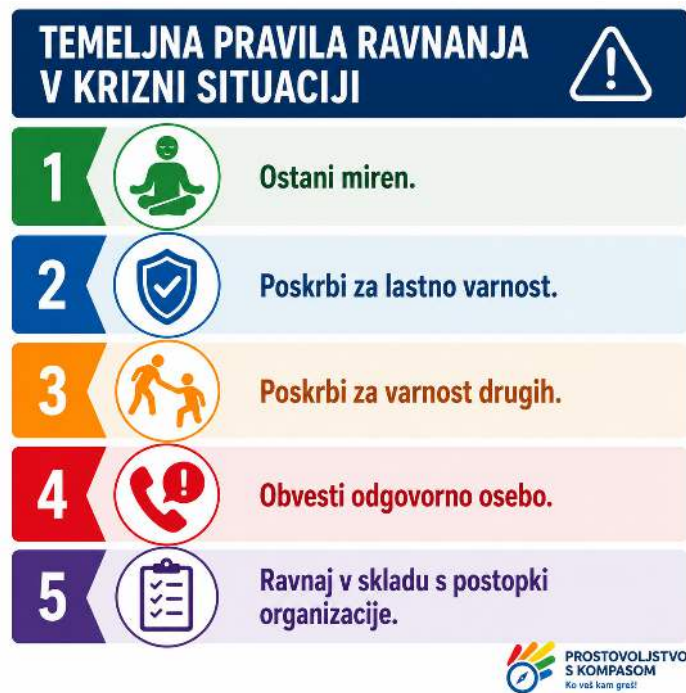 TEMELJNA PRAVILA RAVNANJA
V KRIZNI SITUACIJI
1
Ostani miren.
2
Poskrbi za lastno varnost.
3
Poskrbi za varnost drugih.
4
Obvesti odgovorno osebo.
5
Ravnaj v skladu s postopki
organizacije.
PROSTOVOLJSTVO
S KOMPASOM
Ko veš kam greš!